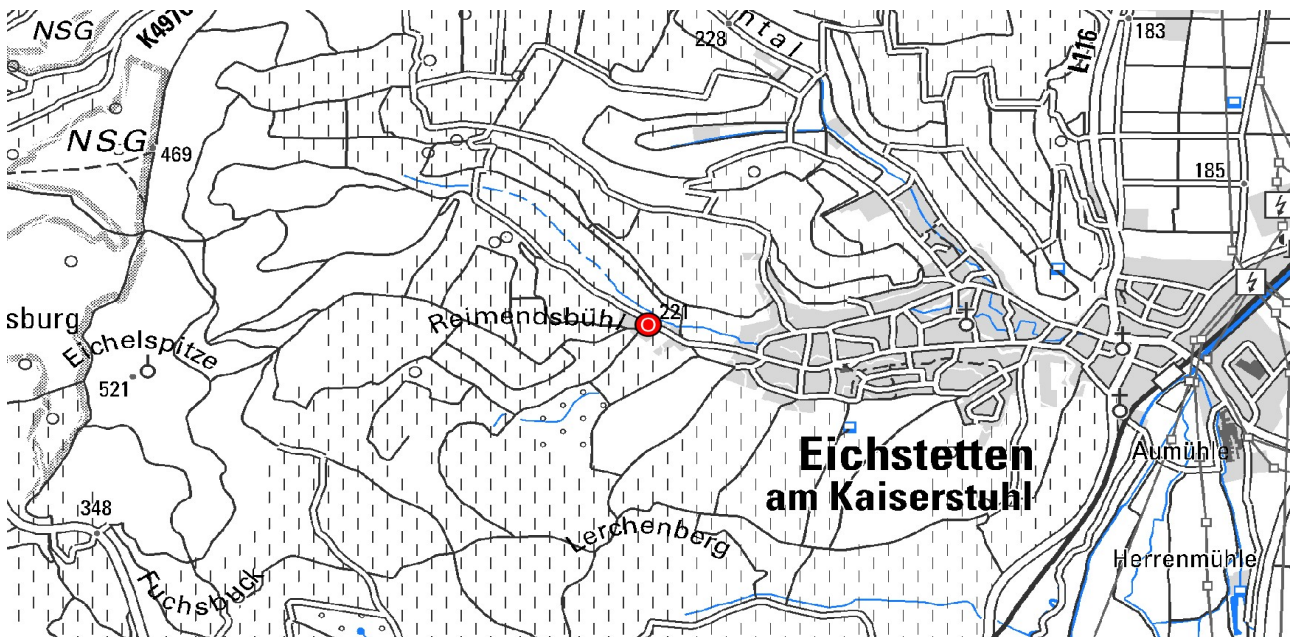 NSG
K4978
228
ntal
L116
183
NSG
469
185
221
Reimendsbühl
sburg
Eichelspitze
521
Eichstetten
am Kaiserstuhl
Aumühle
348
Lerchenberg
Fuchsbuck
Herrenmühle